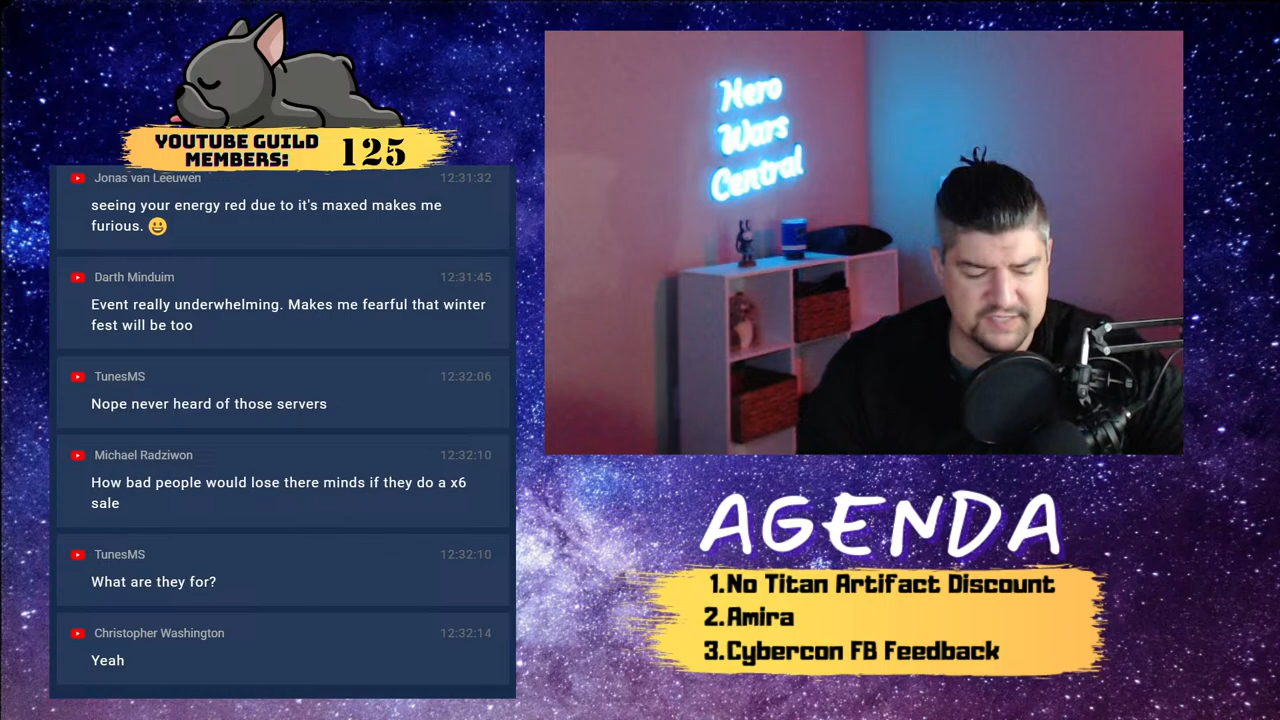 YOUTUBE GUILD
MEMBERS:
125
Jonas van Leeuwen
12:31:32
seeing your energy red due to it's maxed makes me
furious. 😀
Darth Minduim
12:31:45
Event really underwhelming. Makes me fearful that winter
fest will be too
TunesMS
12:32:06
Nope never heard of those servers
Michael Radziwon
12:32:10
How bad people would lose there minds if they do a x6
sale
TunesMS
12:32:10
What are they for?
Christopher Washington
12:32:14
Yeah
Hero
Wars
Central
AGENDA
1.No Titan Artifact Discount
2.Amira
3.Cybercon FB Feedback